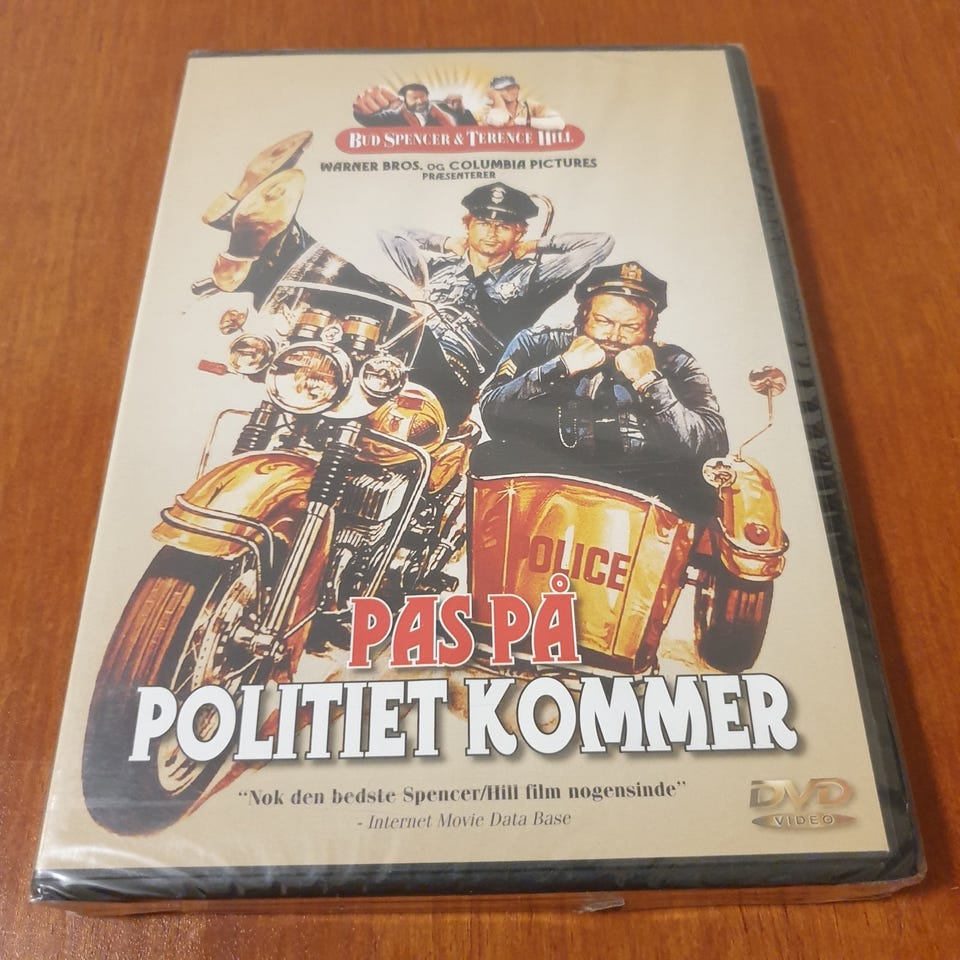 BUD SPENCER & TERENCE HILL
WARNER BROS. OG COLUMBIA PICTURES
PRÆSENTERER
OLICE
PAS PÅ
POLITIET KOMMER
“Nok den bedste Spencer/Hill film nogensinde”
- Internet Movie Data Base
DVD
VIDEO